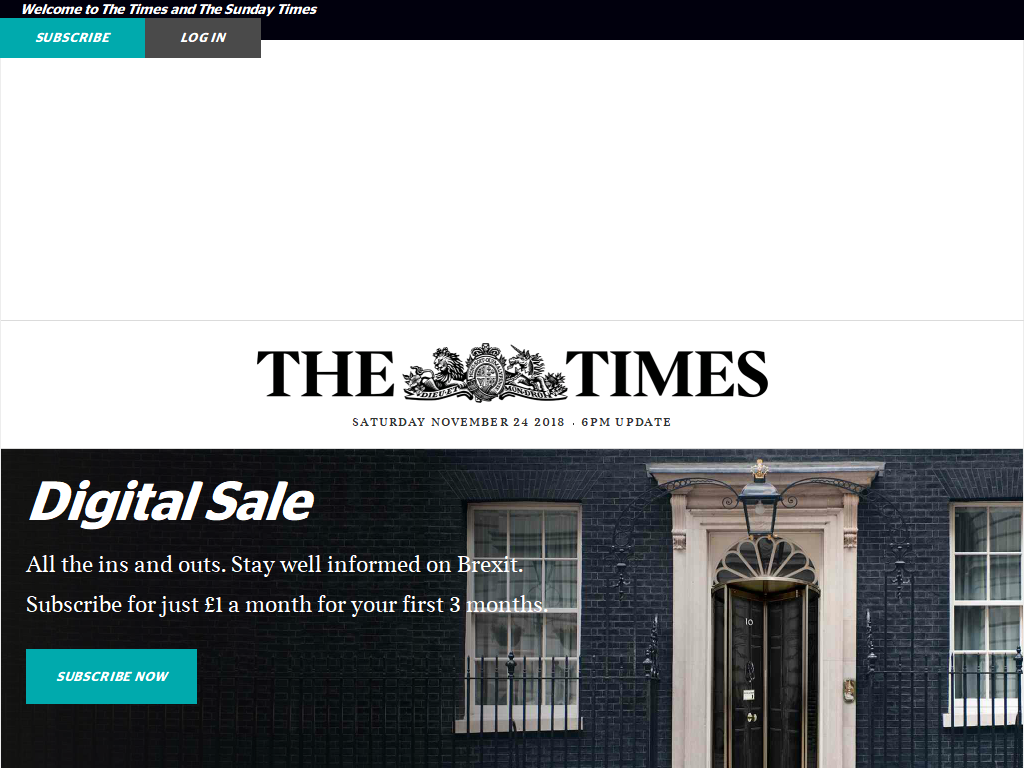 Welcome to The Times and The Sunday Times
SUBSCRIBE
LOG IN
THE TIMES
DIEU·ET MON·DROIT
SATURDAY NOVEMBER 24 2018 · 6PM UPDATE
Digital Sale
All the ins and outs. Stay well informed on Brexit.
Subscribe for just £1 a month for your first 3 months.
SUBSCRIBE NOW
10